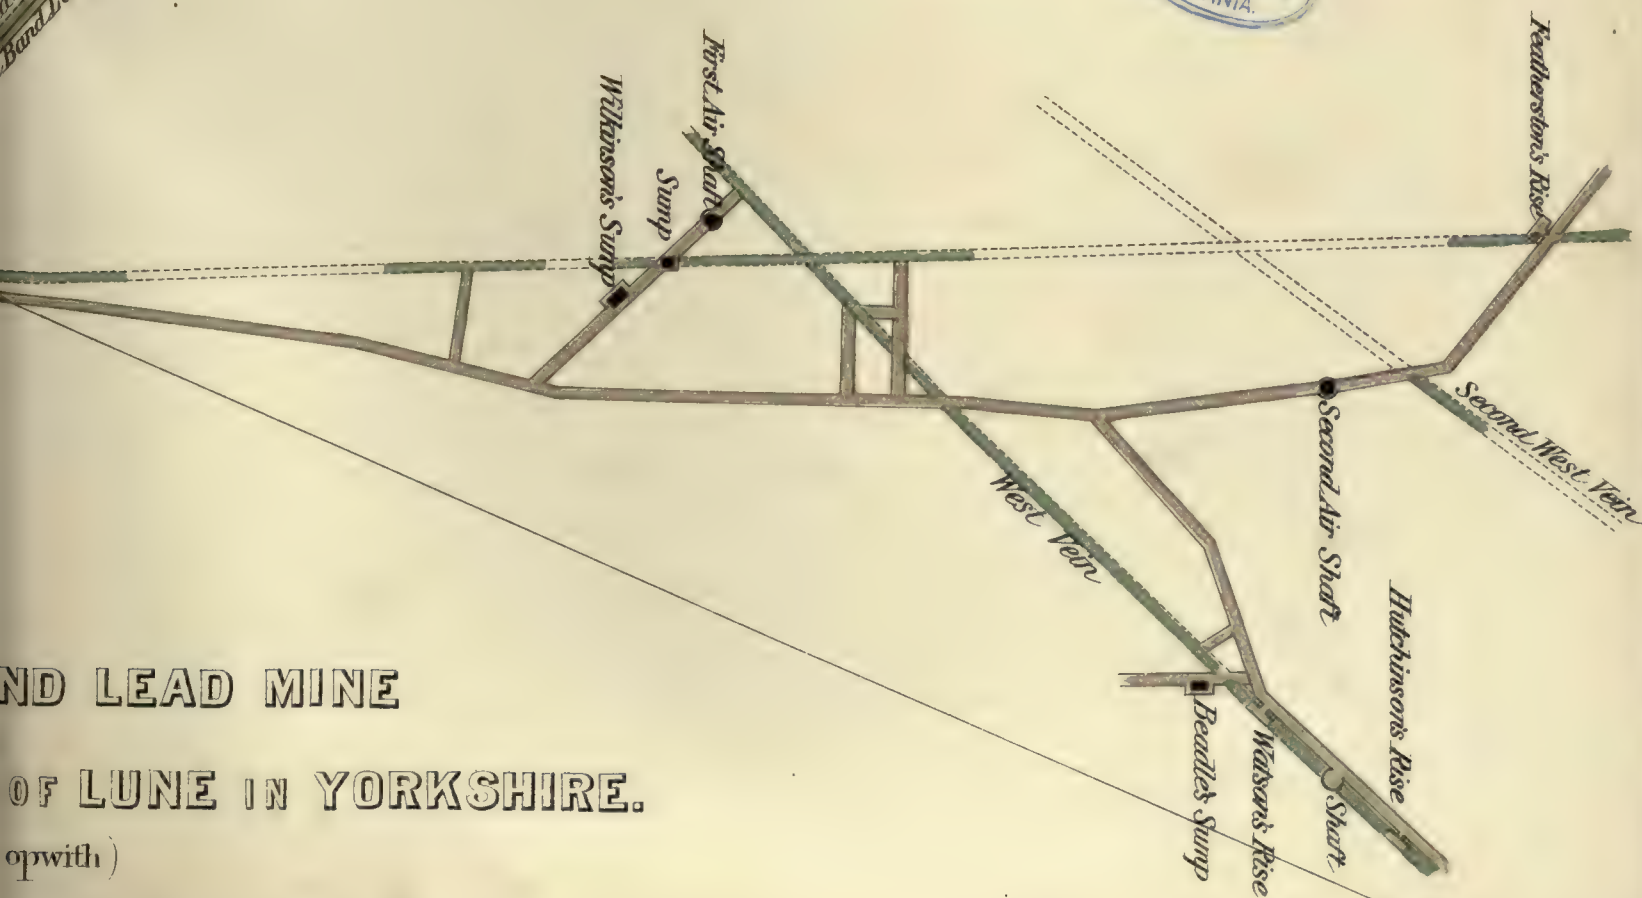 First Air Shaft
Wilkinson's Sump
Sump
Featherston's Rise
Second West Vein
West Vein
Second Air Shaft
Hutchinson's Rise
Beadle's Sump
Watson's Rise
Shaft
ND LEAD MINE
OF LUNE IN YORKSHIRE.
opwith)